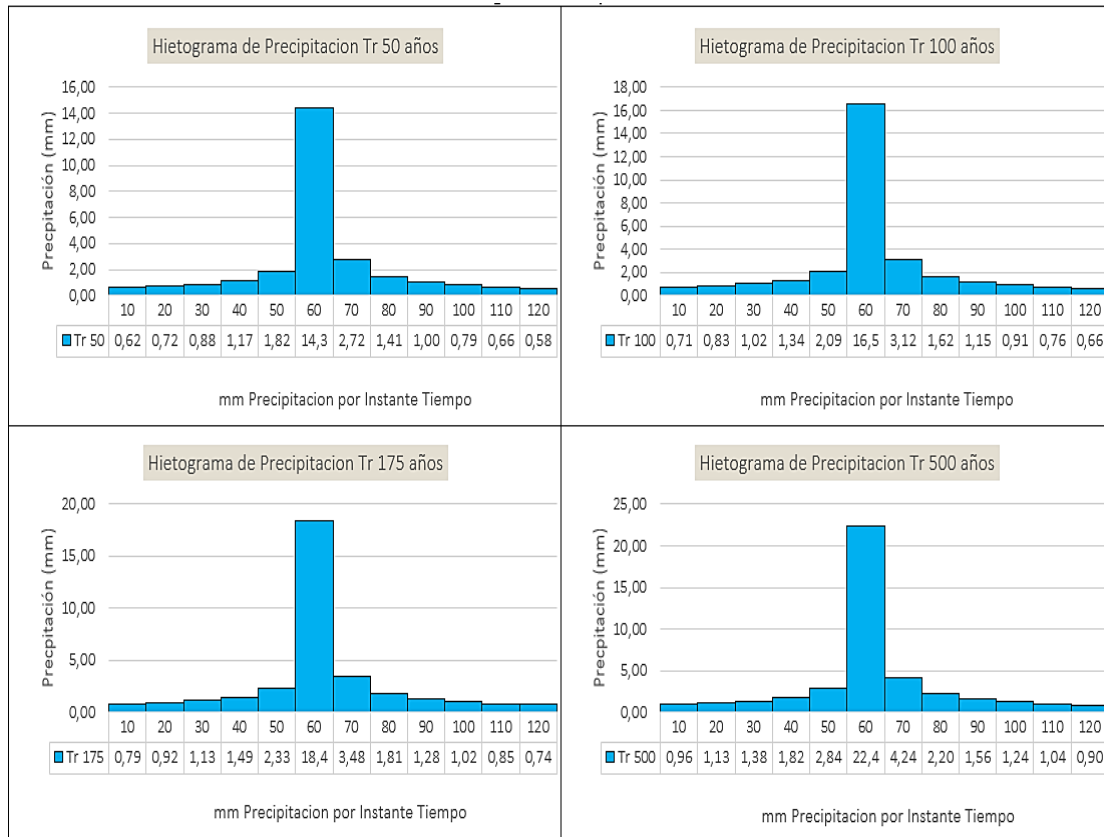 Hietograma de Precipitacion Tr 50 años
Precpitación (mm)
16,00
14,00
12,00
10,00
8,00
6,00
4,00
2,00
0,00
10 20 30 40 50 60 70 80 90 100 110 120
Tr 50 0,62 0,72 0,88 1,17 1,82 14,3 2,72 1,41 1,00 0,79 0,66 0,58
mm Precipitacion por Instante Tiempo
Hietograma de Precipitacion Tr 100 años
Precpitación (mm)
18,00
16,00
14,00
12,00
10,00
8,00
6,00
4,00
2,00
0,00
10 20 30 40 50 60 70 80 90 100 110 120
Tr 100 0,71 0,83 1,02 1,34 2,09 16,5 3,12 1,62 1,15 0,91 0,76 0,66
mm Precipitacion por Instante Tiempo
Hietograma de Precipitacion Tr 175 años
Precpitación (mm)
20,00
15,00
10,00
5,00
0,00
10 20 30 40 50 60 70 80 90 100 110 120
Tr 175 0,79 0,92 1,13 1,49 2,33 18,4 3,48 1,81 1,28 1,02 0,85 0,74
mm Precipitacion por Instante Tiempo
Hietograma de Precipitacion Tr 500 años
Precpitación (mm)
25,00
20,00
15,00
10,00
5,00
0,00
10 20 30 40 50 60 70 80 90 100 110 120
Tr 500 0,96 1,13 1,38 1,82 2,84 22,4 4,24 2,20 1,56 1,24 1,04 0,90
mm Precipitacion por Instante Tiempo